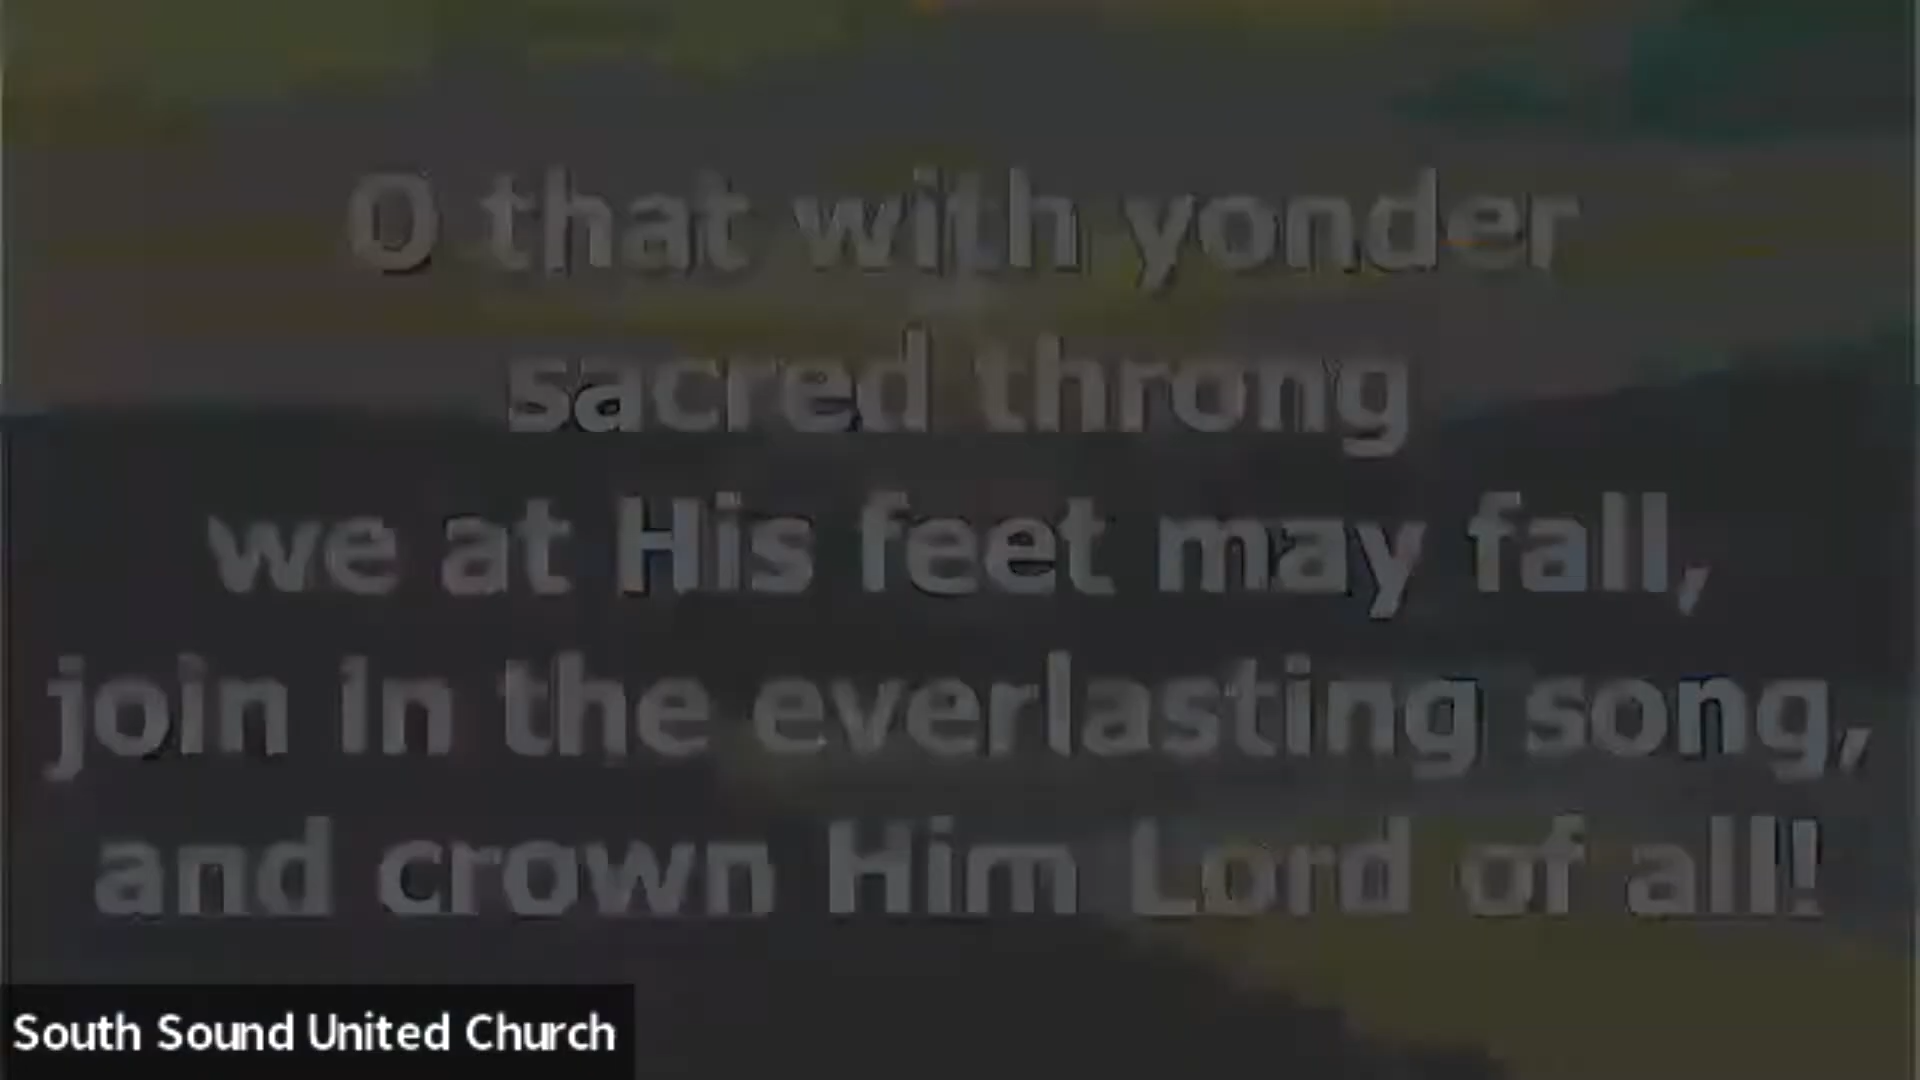 O that with yonder
sacred throng
we at His feet may fall,
join in the everlasting song,
and crown Him Lord of all!
South Sound United Church